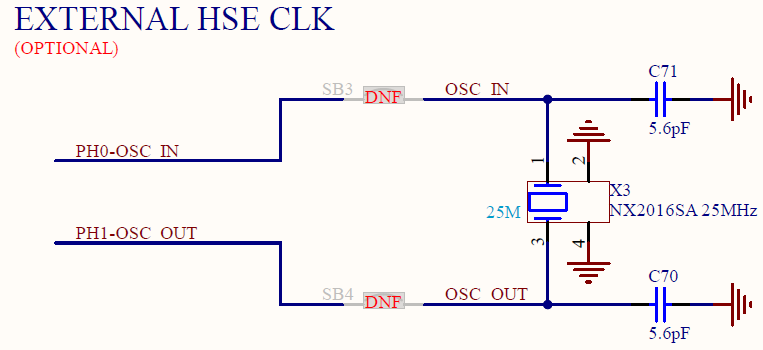 EXTERNAL HSE CLK
(OPTIONAL)
SB3 DNF OSC_IN C71
5.6pF
PH0-OSC_IN
1 2
X3
25M NX2016SA 25MHz
PH1-OSC_OUT
3 4
SB4 DNF OSC_OUT C70
5.6pF